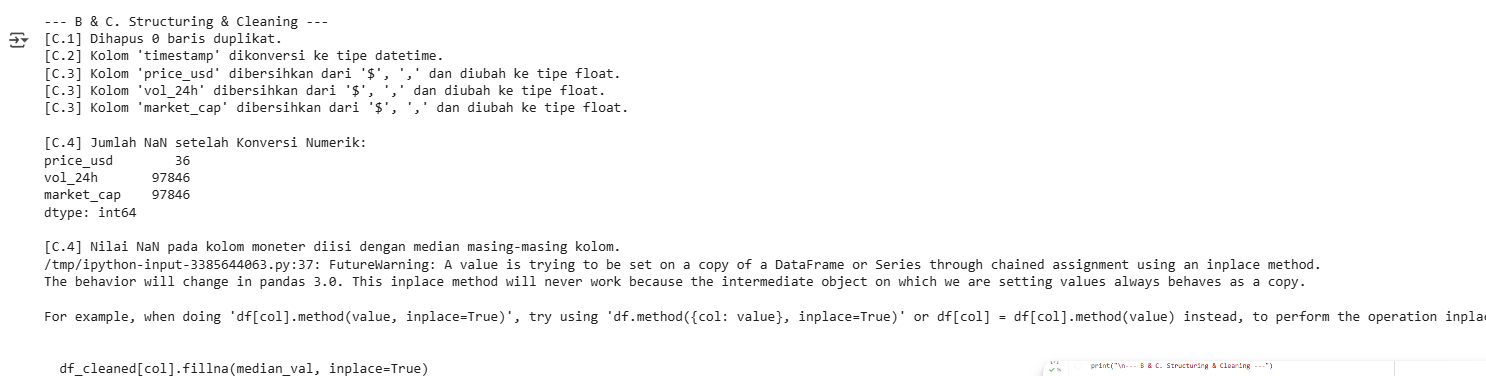 --- B & C. Structuring & Cleaning ---
[C.1] Dihapus 0 baris duplikat.
[C.2] Kolom 'timestamp' dikonversi ke tipe datetime.
[C.3] Kolom 'price_usd' dibersihkan dari '$', ',' dan diubah ke tipe float.
[C.3] Kolom 'vol_24h' dibersihkan dari '$', ',' dan diubah ke tipe float.
[C.3] Kolom 'market_cap' dibersihkan dari '$', ',' dan diubah ke tipe float.
[C.4] Jumlah NaN setelah Konversi Numerik:
price_usd 36
vol_24h 97846
market_cap 97846
dtype: int64
[C.4] Nilai NaN pada kolom moneter diisi dengan median masing-masing kolom.
/tmp/ipython-input-3385644063.py:37: FutureWarning: A value is trying to be set on a copy of a DataFrame or Series through chained assignment using an inplace method.
The behavior will change in pandas 3.0. This inplace method will never work because the intermediate object on which we are setting values always behaves as a copy.
For example, when doing 'df[col].method(value, inplace=True)', try using 'df.method({col: value}, inplace=True)' or df[col] = df[col].method(value) instead, to perform the operation inpla
df_cleaned[col].fillna(median_val, inplace=True)
print("\n--- B & C. Structuring & Cleaning ---")